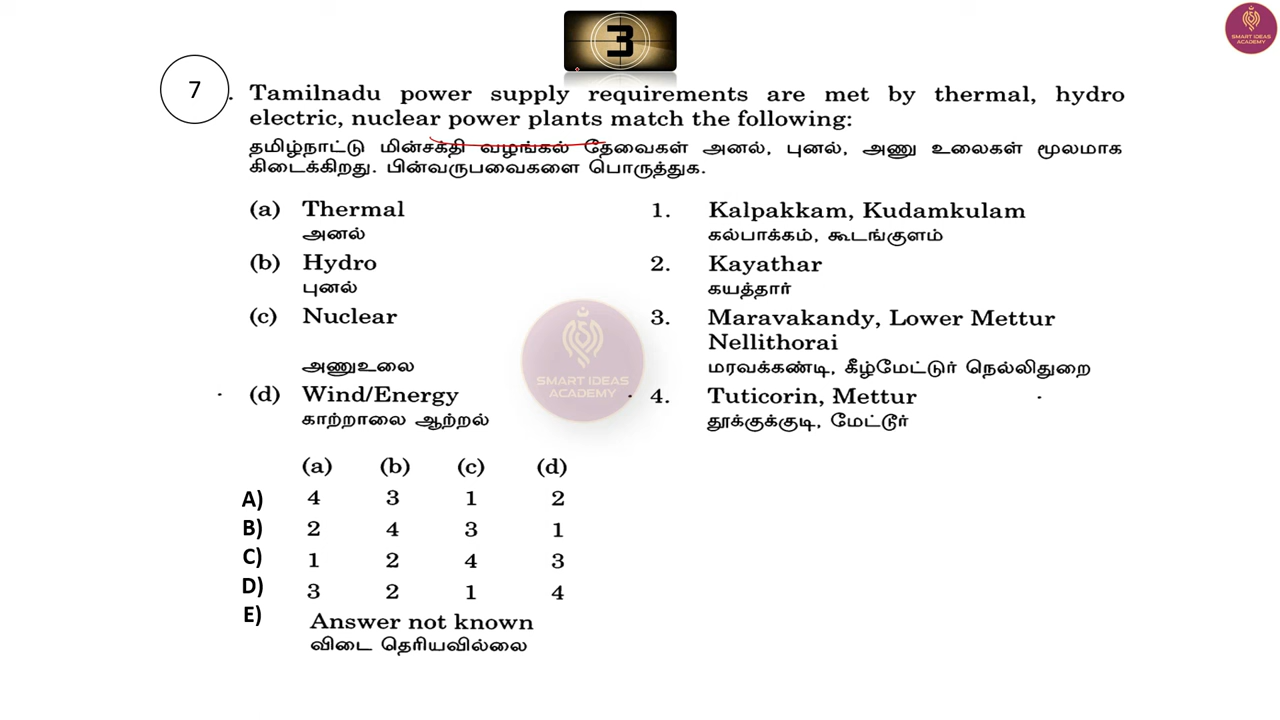 3
SMART IDEAS
ACADEMY
7
. Tamilnadu power supply requirements are met by thermal, hydro
electric, nuclear power plants match the following:
தமிழ்நாட்டு மின்சக்தி வழங்கல் தேவைகள் அனல், புனல், அணு உலைகள் மூலமாக
கிடைக்கிறது. பின்வருபவைகளை பொருத்துக.
(a) Thermal 1. Kalpakkam, Kudamkulam
அனல் கல்பாக்கம், கூடங்குளம்
(b) Hydro 2. Kayathar
புனல் கயத்தார்
(c) Nuclear 3. Maravakandy, Lower Mettur
Nellithorai
அணுஉலை மரவக்கண்டி, கீழ்மேட்டுர் நெல்லிதுறை
(d) Wind/Energy 4. Tuticorin, Mettur
காற்றாலை ஆற்றல் தூக்குக்குடி, மேட்டூர்
SMART IDEAS
ACADEMY
(a) (b) (c) (d)
A) 4 3 1 2
B) 2 4 3 1
C) 1 2 4 3
D) 3 2 1 4
E) Answer not known
விடை தெரியவில்லை